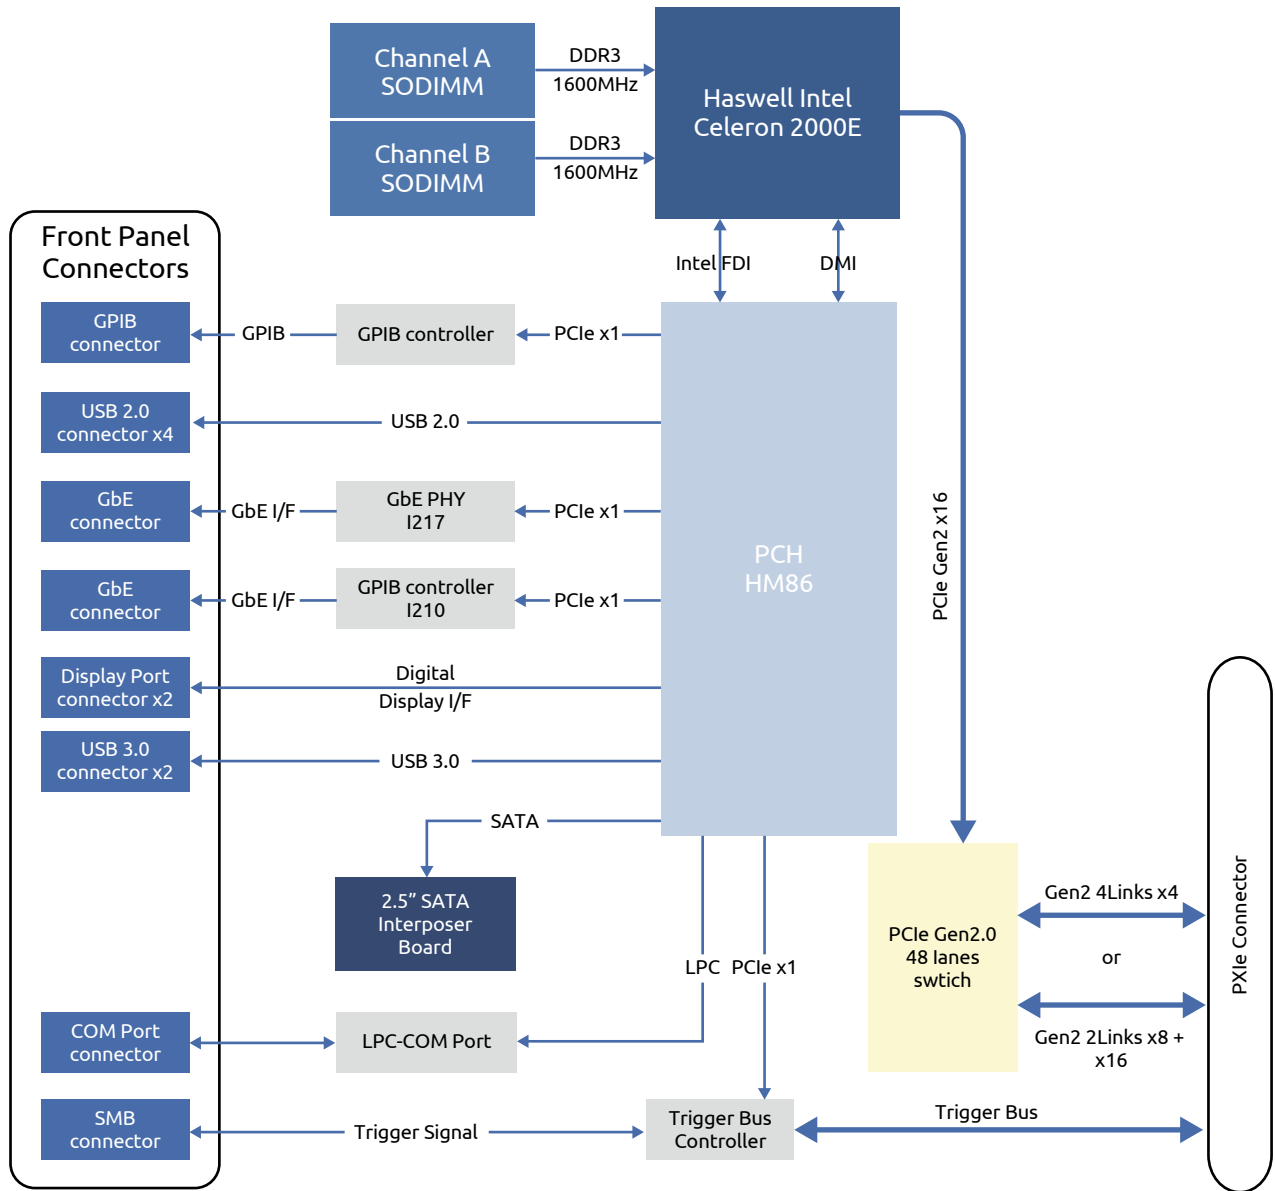 Channel A
SODIMM
DDR3
1600MHz
Haswell Intel
Celeron 2000E
Channel B
SODIMM
DDR3
1600MHz
Front Panel
Connectors
Intel FDI
DMI
GPIB
connector
GPIB
GPIB controller
PCIe x1
USB 2.0
connector x4
USB 2.0
GbE
connector
GbE I/F
GbE PHY
I217
PCIe x1
PCH
HM86
PCIe Gen2 x16
GbE
connector
GbE I/F
GPIB controller
I210
PCIe x1
Display Port
connector x2
Digital
Display I/F
USB 3.0
connector x2
USB 3.0
SATA
2.5” SATA
Interposer
Board
LPC
PCIe x1
PCIe Gen2.0
48 lanes
swtich
Gen2 4Links x4
or
Gen2 2Links x8 +
x16
PXIe Connector
COM Port
connector
LPC-COM Port
SMB
connector
Trigger Signal
Trigger Bus
Controller
Trigger Bus